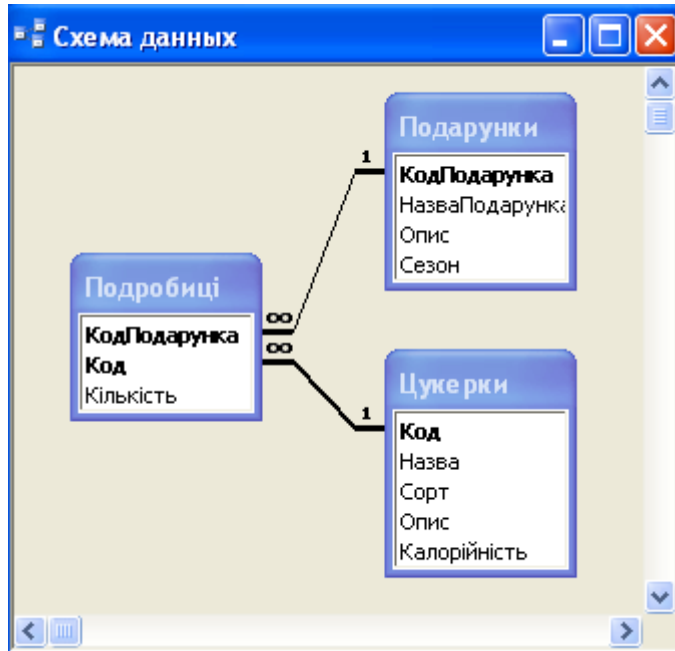 Схема данных
Подарунки
1
КодПодарунка
НазваПодарунка
Опис
Сезон
Подробиці
∞
КодПодарунка
∞
Код
Кількість
Цукерки
1
Код
Назва
Сорт
Опис
Калорійність